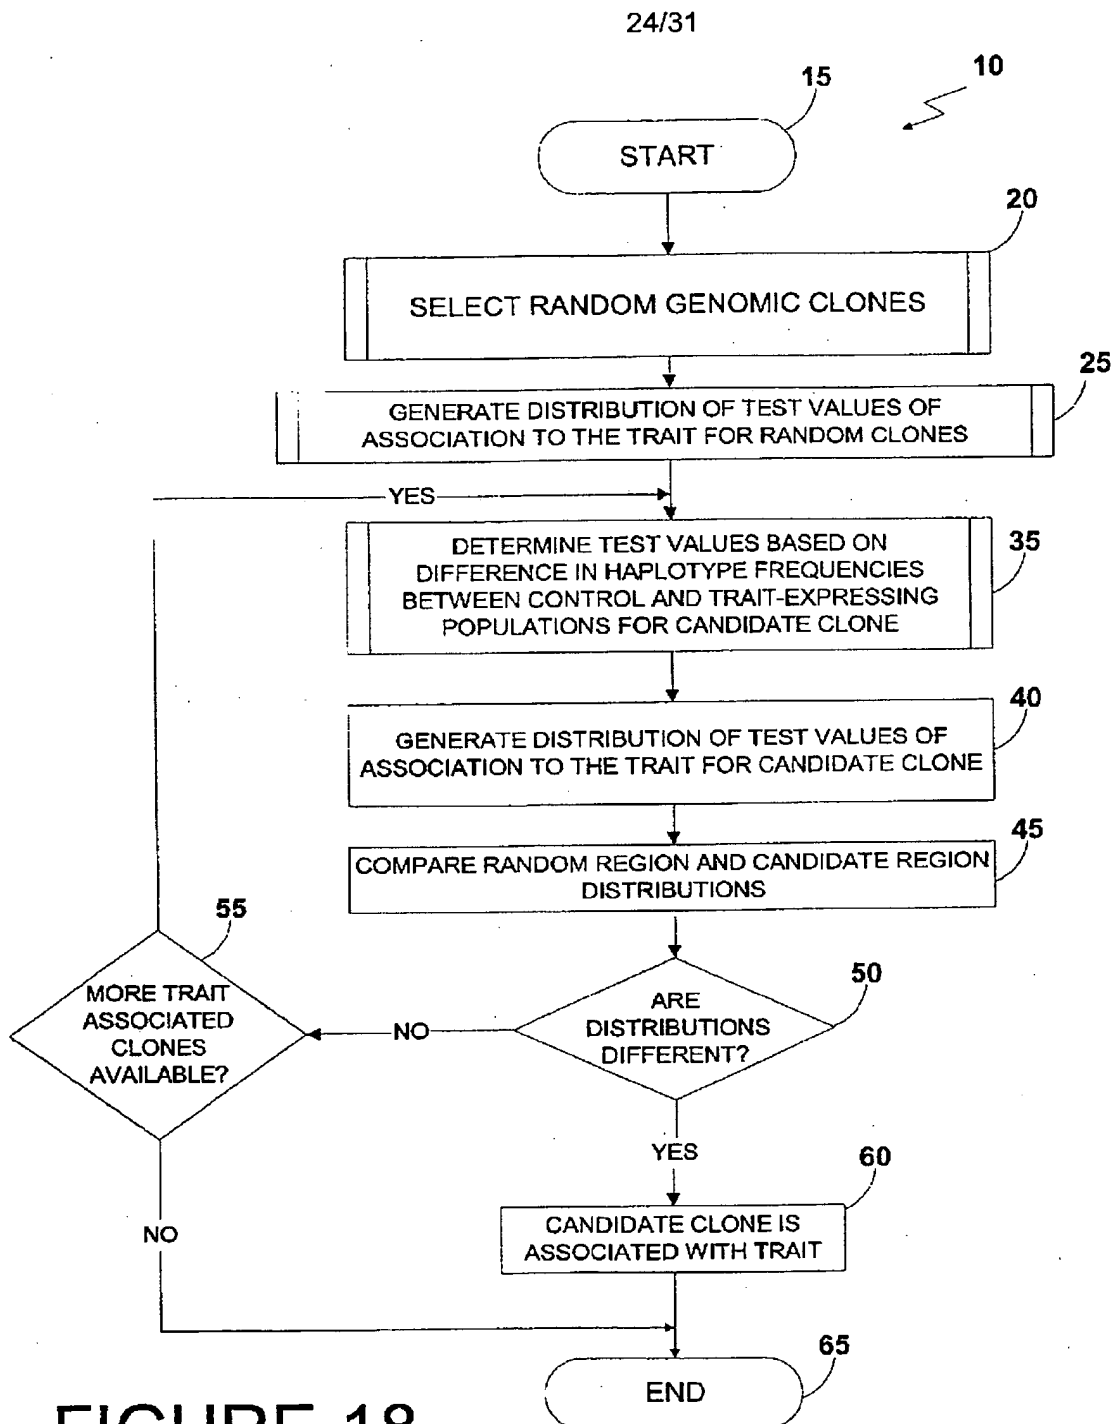 24/31
10
15
START
20
SELECT RANDOM GENOMIC CLONES
25
GENERATE DISTRIBUTION OF TEST VALUES OF
ASSOCIATION TO THE TRAIT FOR RANDOM CLONES
YES
DETERMINE TEST VALUES BASED ON
DIFFERENCE IN HAPLOTYPE FREQUENCIES
BETWEEN CONTROL AND TRAIT-EXPRESSING
POPULATIONS FOR CANDIDATE CLONE
35
40
GENERATE DISTRIBUTION OF TEST VALUES OF
ASSOCIATION TO THE TRAIT FOR CANDIDATE CLONE
45
COMPARE RANDOM REGION AND CANDIDATE REGION
DISTRIBUTIONS
55
MORE TRAIT
ASSOCIATED
CLONES
AVAILABLE?
NO
50
ARE
DISTRIBUTIONS
DIFFERENT?
YES
60
NO
CANDIDATE CLONE IS
ASSOCIATED WITH TRAIT
65
END
FIGURE 18